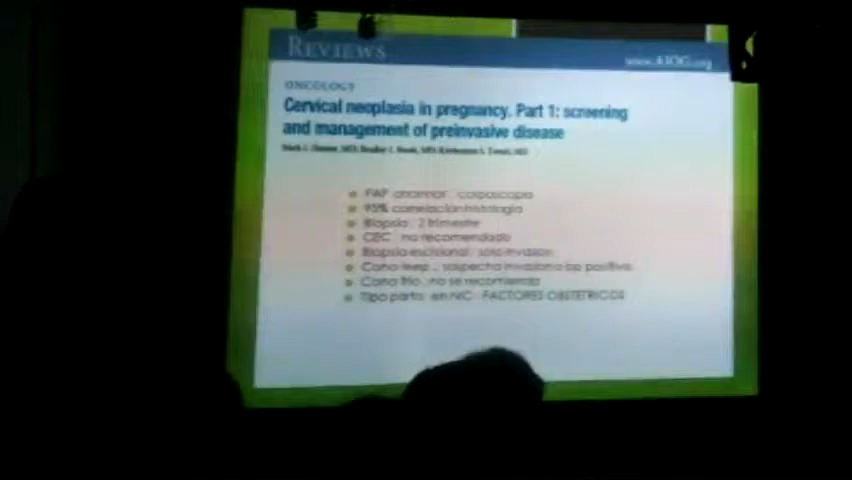 REVIEWS
www.AJOG.org
ONCOLOGY
Cervical neoplasia in pregnancy. Part 1: screening
and management of preinvasive disease
PAP anormal : colposcopia
95% correlación histología
Biopsia : 2 trimestre
CEC : no recomendado
Biopsia escisional : solo invasion
Cono leep : sospecha invasion o bp positiva
Cono frio : no se recomienda
Tipo parto : en NIC : FACTORES OBSTETRICOS